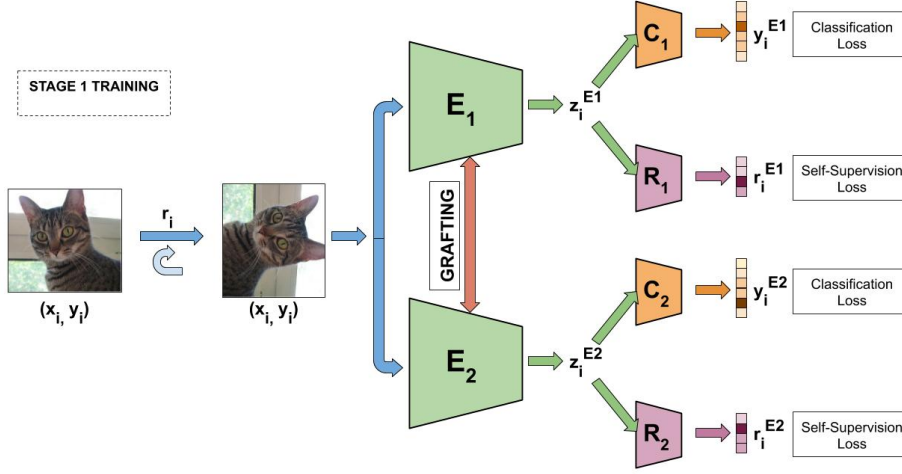 STAGE 1 TRAINING
r_i
(x_i, y_i)
(x_i, y_i)
E_1
GRAFTING
E_2
z_i^E1
z_i^E2
C_1
R_1
C_2
R_2
y_i^E1
Classification
Loss
r_i^E1
Self-Supervision
Loss
y_i^E2
Classification
Loss
r_i^E2
Self-Supervision
Loss